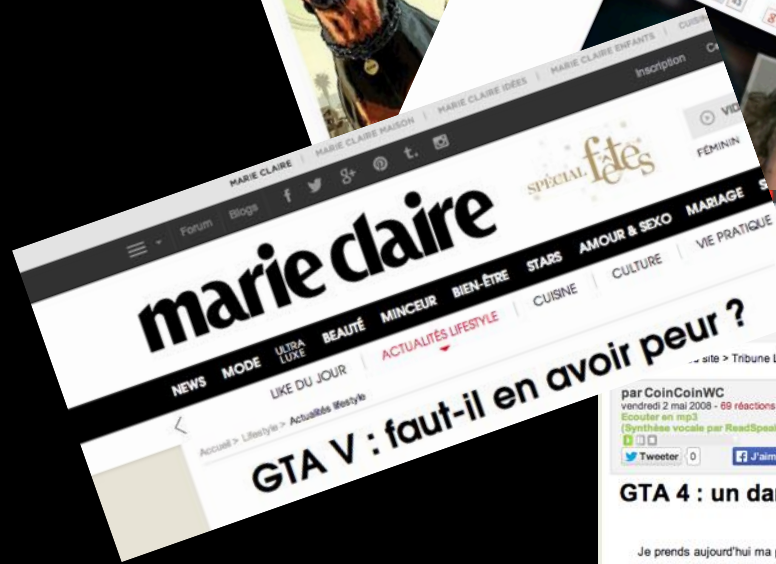 MARIE CLAIRE | MARIE CLAIRE MAISON | MARIE CLAIRE IDÉES | MARIE CLAIRE ENFANTS |
Forum Blogs f g+ t. Inscription
marie claire
SPÉCIAL fêtes
FÉMININ
NEWS MODE ULTRA LUXE BEAUTÉ MINCEUR BIEN-ÊTRE STARS AMOUR & SEXO MARIAGE
LIKE DU JOUR ACTUALITÉS LIFESTYLE CUISINE CULTURE VIE PRATIQUE
Accueil > Lifestyle > Actualités lifestyle
GTA V : faut-il en avoir peur ?
site > Tribune L
par CoinCoinWC
vendredi 2 mai 2008 - 69 réactions
Ecouter en mp3
(Synthèse vocale par ReadSpeak
Tweeter 0 J'aim
GTA 4 : un da
Je prends aujourd'hui ma p